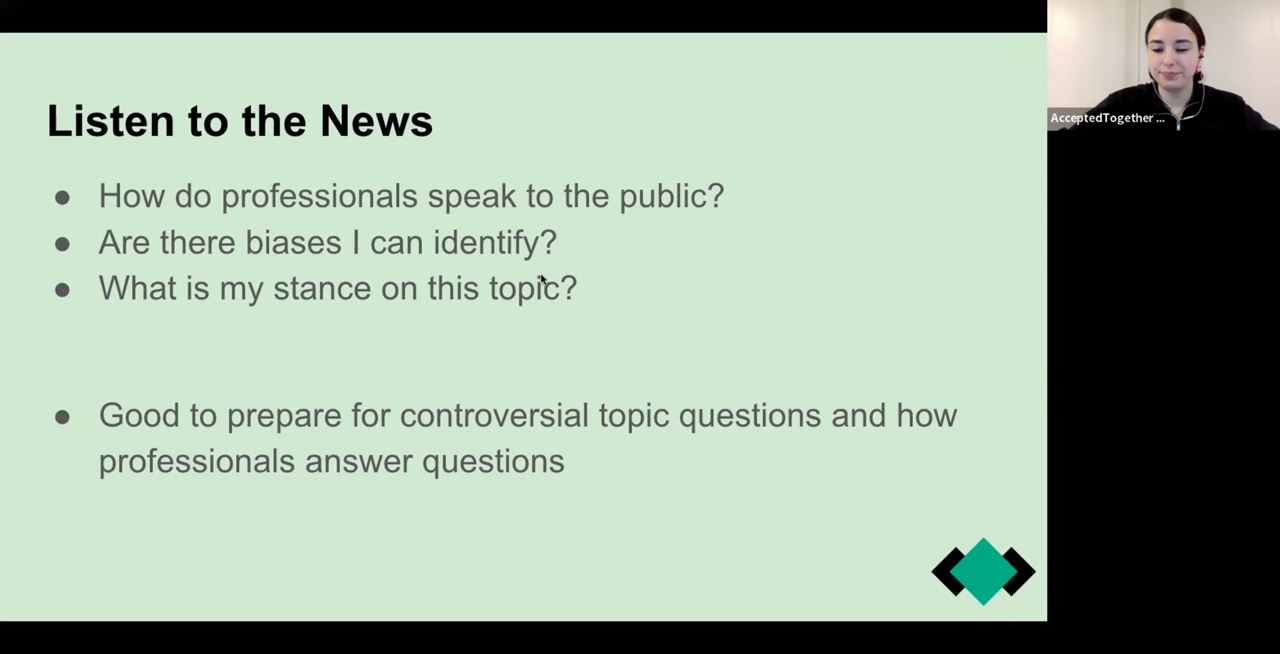 Listen to the News
● How do professionals speak to the public?
● Are there biases I can identify?
● What is my stance on this topic?
● Good to prepare for controversial topic questions and how
professionals answer questions
AcceptedTogether ...